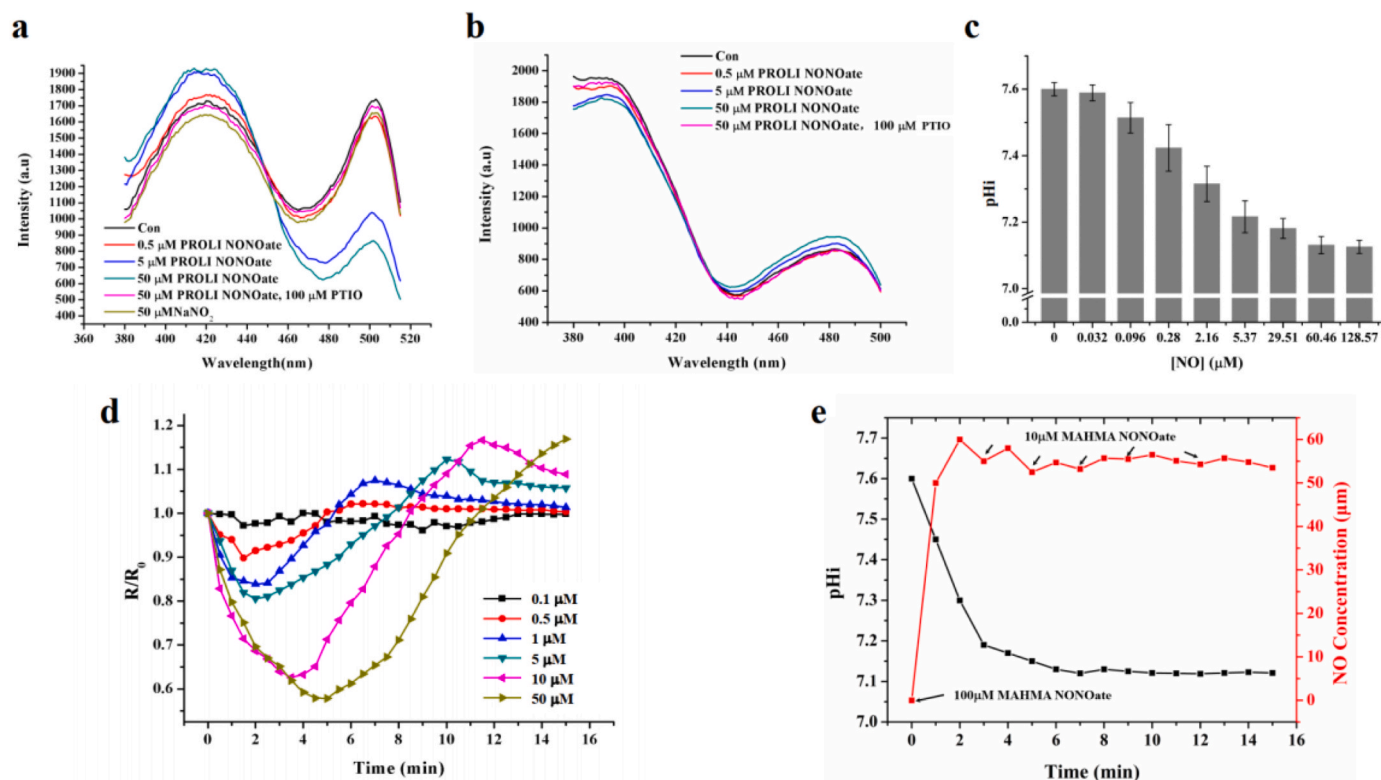 a
1900
1800
1700
1600
1500
1400
1300
1200
1100
1000
900
800
700
600
500
400
Intensity (a.u)
Con
0.5 μM PROLI NONOate
5 μM PROLI NONOate
50 μM PROLI NONOate
50 μM PROLI NONOate, 100 μM PTIO
50 μMNaNO₂
360 380 400 420 440 460 480 500 520
Wavelength(nm)
b
2000
1800
1600
1400
1200
1000
800
600
400
Intensity (a.u)
Con
0.5 μM PROLI NONOate
5 μM PROLI NONOate
50 μM PROLI NONOate
50 μM PROLI NONOate, 100 μM PTIO
360 380 400 420 440 460 480 500
Wavelength (nm)
c
7.6
7.4
7.2
7.0
0.0
pHi
0 0.032 0.096 0.28 2.16 5.37 29.51 60.46 128.57
[NO] (μM)
d
1.2
1.1
1.0
0.9
0.8
0.7
0.6
R/R₀
0.1 μM
0.5 μM
1 μM
5 μM
10 μM
50 μM
0 2 4 6 8 10 12 14 16
Time (min)
e
7.7
7.6
7.5
7.4
7.3
7.2
7.1
7.0
pHi
10μM MAHMA NONOate
100μM MAHMA NONOate
60
50
40
30
20
10
0
NO Concentration (μm)
0 2 4 6 8 10 12 14 16
Time (min)